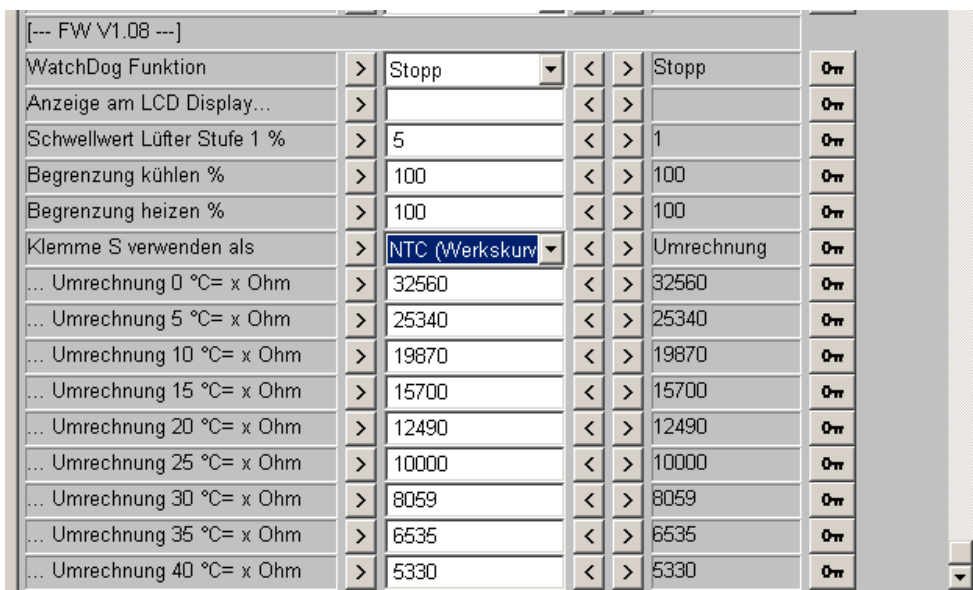 [--- FW V1.08 ---]
WatchDog Funktion > Stopp < > Stopp
Anzeige am LCD Display... > < >
Schwellwert Lüfter Stufe 1 % > 5 < > 1
Begrenzung kühlen % > 100 < > 100
Begrenzung heizen % > 100 < > 100
Klemme S verwenden als > NTC (Werkskurv < > Umrechnung
... Umrechnung 0 °C= x Ohm > 32560 < > 32560
... Umrechnung 5 °C= x Ohm > 25340 < > 25340
... Umrechnung 10 °C= x Ohm > 19870 < > 19870
... Umrechnung 15 °C= x Ohm > 15700 < > 15700
... Umrechnung 20 °C= x Ohm > 12490 < > 12490
... Umrechnung 25 °C= x Ohm > 10000 < > 10000
... Umrechnung 30 °C= x Ohm > 8059 < > 8059
... Umrechnung 35 °C= x Ohm > 6535 < > 6535
... Umrechnung 40 °C= x Ohm > 5330 < > 5330